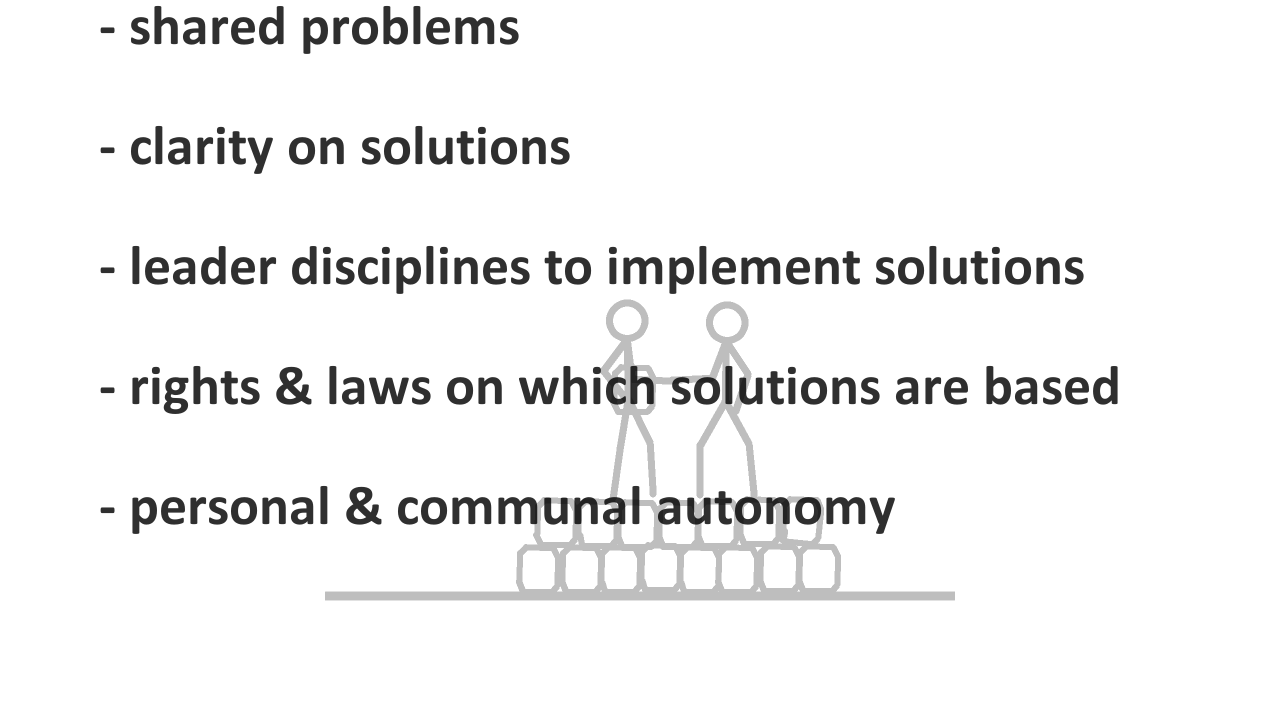 - shared problems
- clarity on solutions
- leader disciplines to implement solutions
- rights & laws on which solutions are based
- personal & communal autonomy